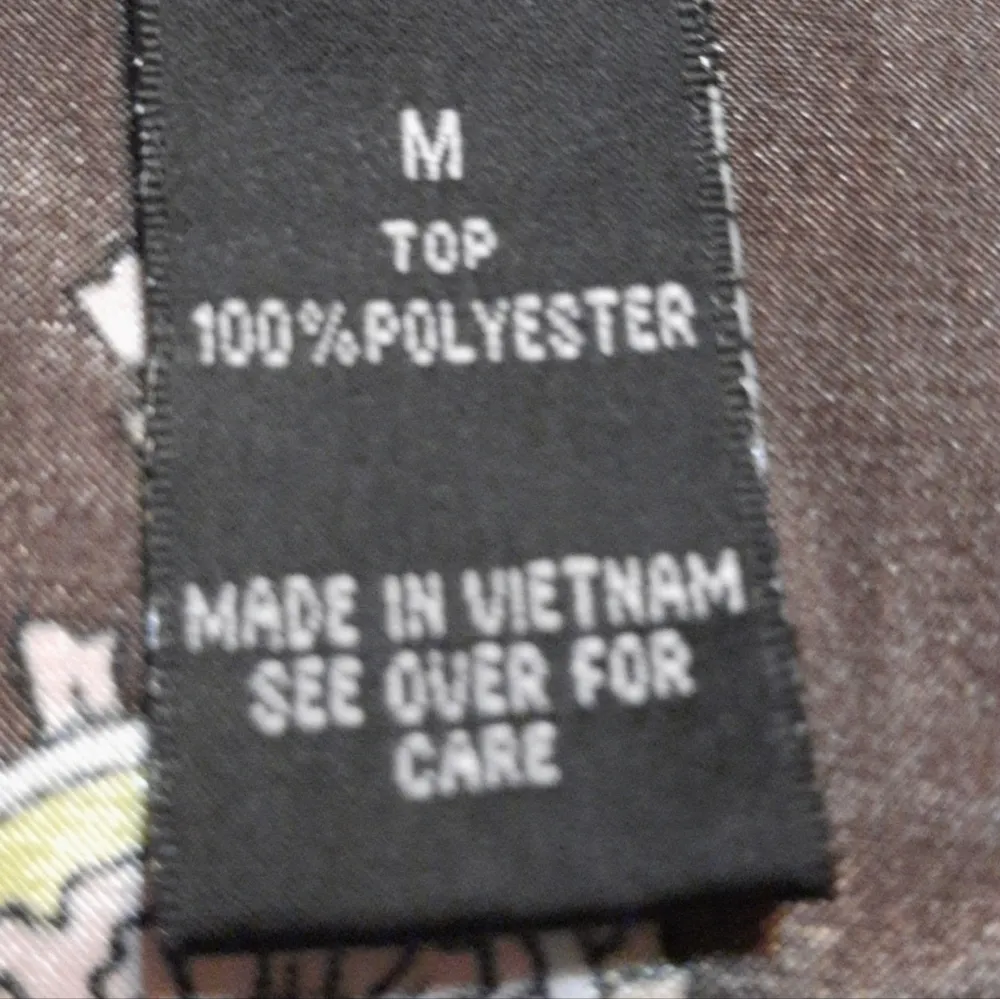 M
TOP
100%POLYESTER
MADE IN VIETNAM
SEE OVER FOR
CARE